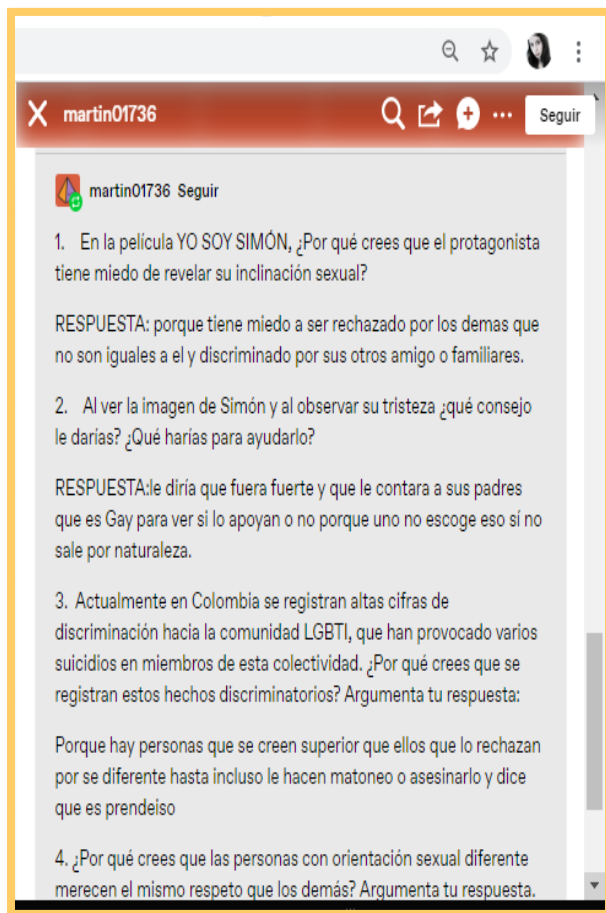 martin01736
Seguir
martin01736 Seguir
1. En la película YO SOY SIMÓN, ¿Por qué crees que el protagonista
tiene miedo de revelar su inclinación sexual?
RESPUESTA: porque tiene miedo a ser rechazado por los demas que
no son iguales a el y discriminado por sus otros amigo o familiares.
2. Al ver la imagen de Simón y al observar su tristeza ¿qué consejo
le darías? ¿Qué harías para ayudarlo?
RESPUESTA:le diría que fuera fuerte y que le contara a sus padres
que es Gay para ver si lo apoyan o no porque uno no escoge eso sí no
sale por naturaleza.
3. Actualmente en Colombia se registran altas cifras de
discriminación hacia la comunidad LGBTI, que han provocado varios
suicidios en miembros de esta colectividad. ¿Por qué crees que se
registran estos hechos discriminatorios? Argumenta tu respuesta:
Porque hay personas que se creen superior que ellos que lo rechazan
por se diferente hasta incluso le hacen matoneo o asesinarlo y dice
que es prendeiso
4. ¿Por qué crees que las personas con orientación sexual diferente
merecen el mismo respeto que los demás? Argumenta tu respuesta.